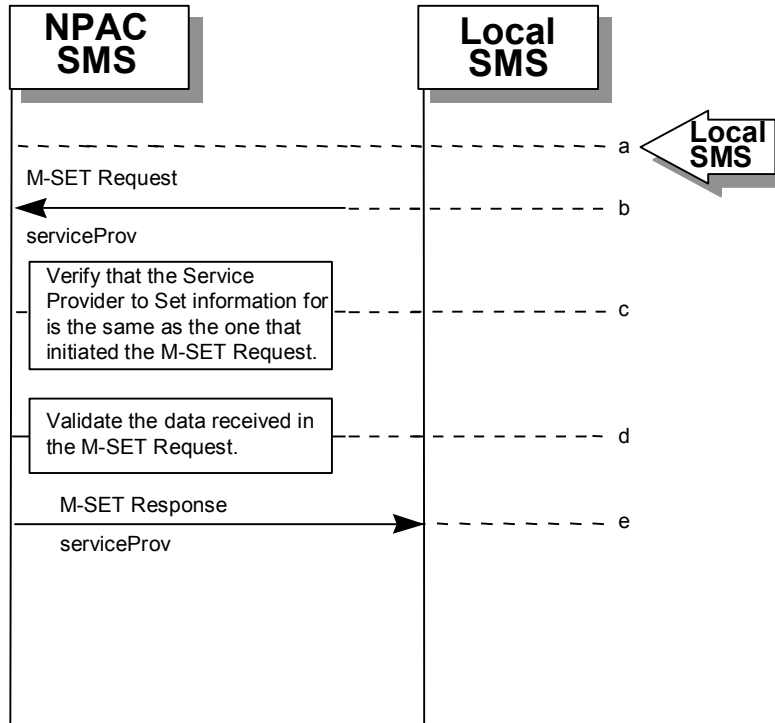 NPAC
SMS
Local
SMS
a
Local
SMS
M-SET Request
b
serviceProv
Verify that the Service
Provider to Set information for
is the same as the one that
initiated the M-SET Request.
c
Validate the data received in
the M-SET Request.
d
M-SET Response
e
serviceProv